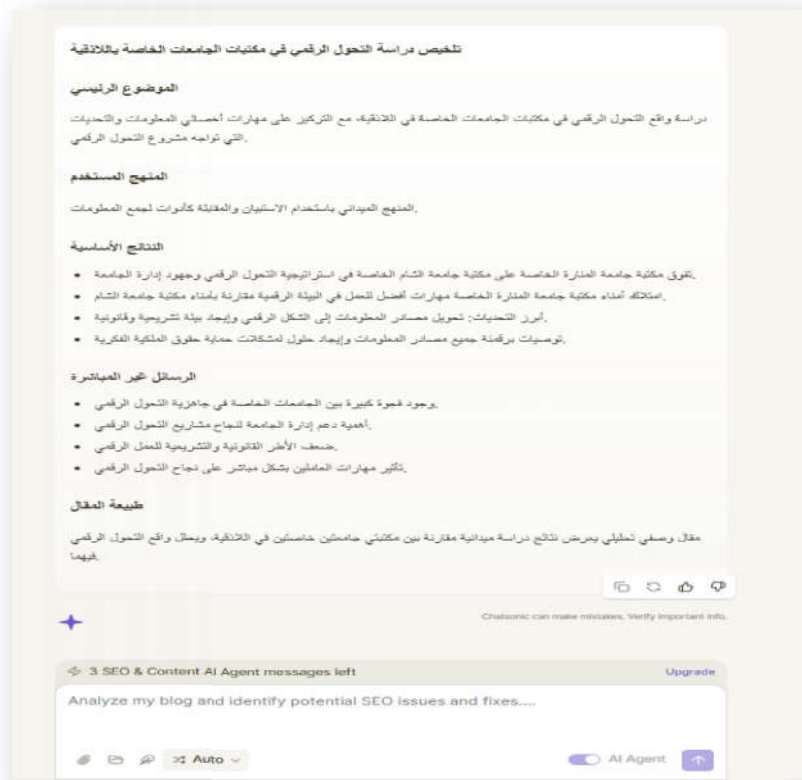 تلخيص دراسة التحول الرقمي في مكتبات الجامعات الخاصة باللاذقية
الموضوع الرئيسي
دراسة واقع التحول الرقمي في مكتبات الجامعات الخاصة في اللاذقية، مع التركيز على مهارات أخصائي المعلومات والتحديات
.التي تواجه مشروع التحول الرقمي
المنهج المستخدم
.المنهج الميداني باستخدام الاستبيان والمقابلة كأدوات لجمع المعلومات
النتائج الأساسية
• .تفوق مكتبة جامعة المنارة الخاصة على مكتبة جامعة الشام الخاصة في استراتيجية التحول الرقمي وجهود إدارة الجامعة
• .امتلاك أمناء مكتبة جامعة المنارة الخاصة مهارات أفضل للعمل في البيئة الرقمية مقارنة بأمناء مكتبة جامعة الشام
• .أبرز التحديات: تحويل مصادر المعلومات إلى الشكل الرقمي وإيجاد بيئة تشريعية وقانونية
• .توصيات برقمنة جميع مصادر المعلومات وإيجاد حلول لمشكلات حماية حقوق الملكية الفكرية
الرسائل غير المباشرة
• .وجود فجوة كبيرة بين الجامعات الخاصة في جاهزية التحول الرقمي
• .أهمية دعم إدارة الجامعة لنجاح مشاريع التحول الرقمي
• .ضعف الأطر القانونية والتشريعية للعمل الرقمي
• .تأثير مهارات العاملين بشكل مباشر على نجاح التحول الرقمي
طبيعة المقال
مقال وصفي تحليلي يعرض نتائج دراسة ميدانية مقارنة بين مكتبتي جامعتين خاصتين في اللاذقية، ويحلل واقع التحول الرقمي
.فيهما
Chatsonic can make mistakes. Verify important info.
3 SEO & Content AI Agent messages left
Upgrade
Analyze my blog and identify potential SEO issues and fixes....
Auto
AI Agent